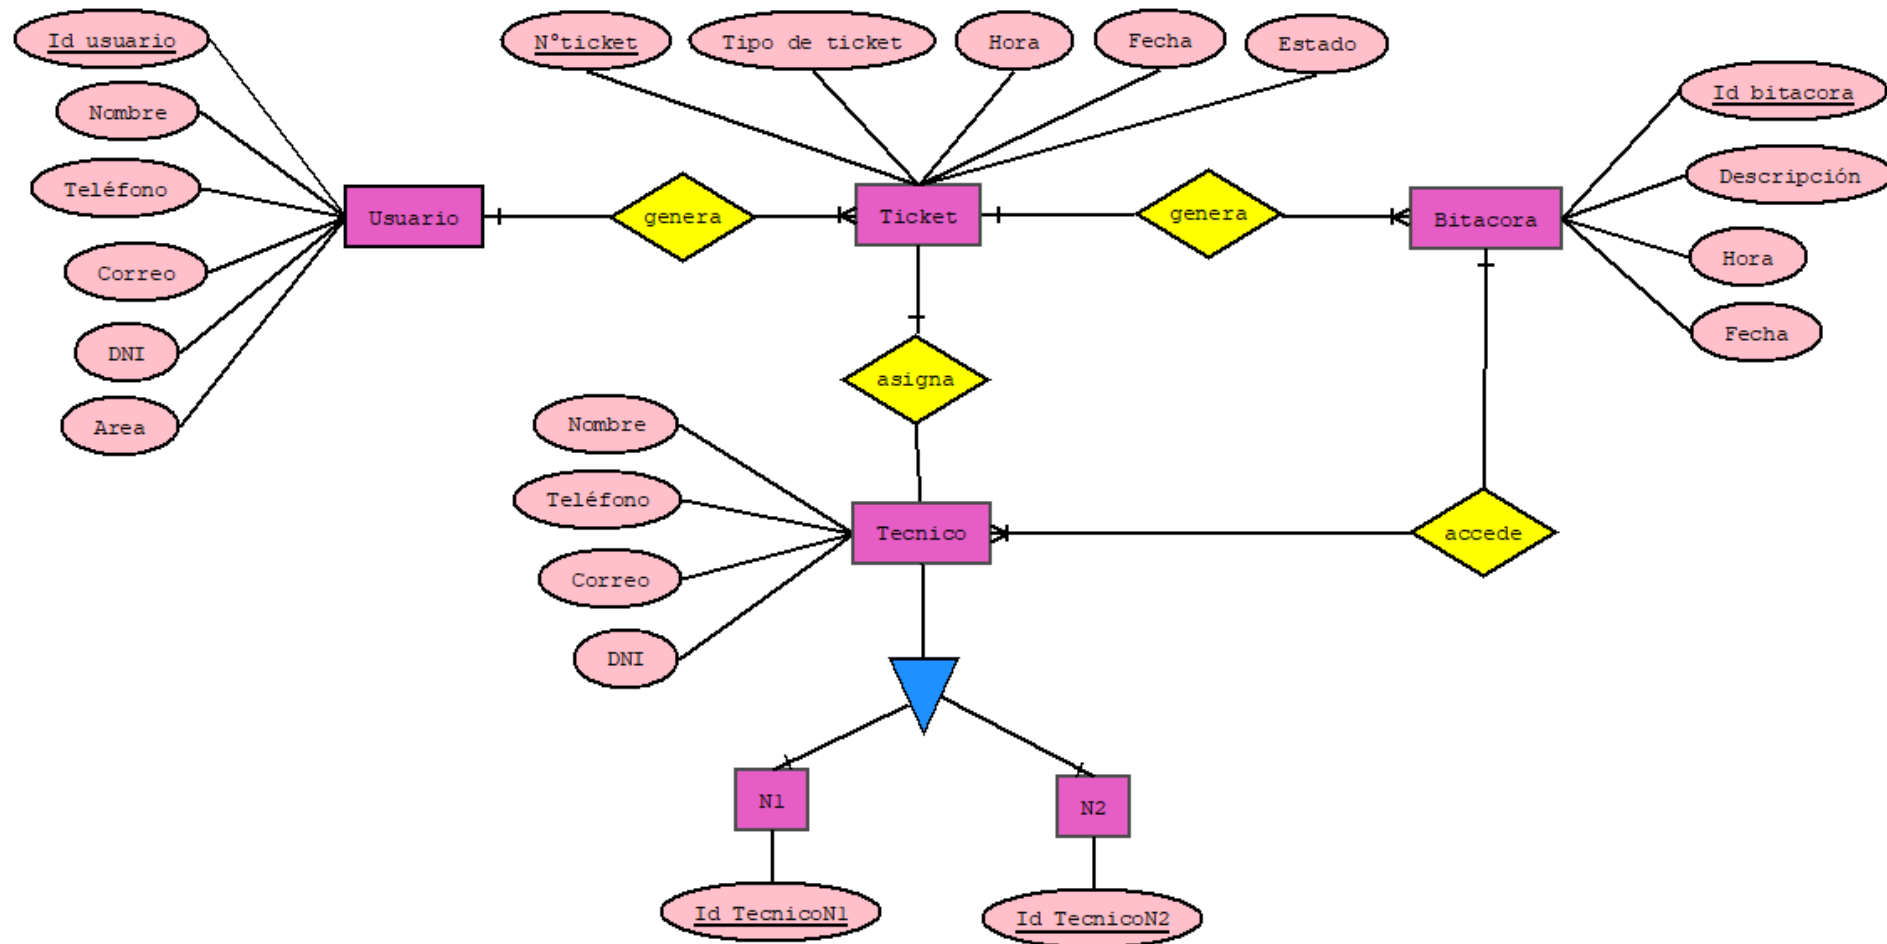 Id usuario
Nombre
Teléfono
Correo
DNI
Area
Usuario
genera
N°ticket
Tipo de ticket
Hora
Fecha
Estado
Ticket
genera
Bitacora
Id bitacora
Descripción
Hora
Fecha
asigna
Nombre
Teléfono
Correo
DNI
Tecnico
accede
N1
N2
Id TecnicoN1
Id TecnicoN2